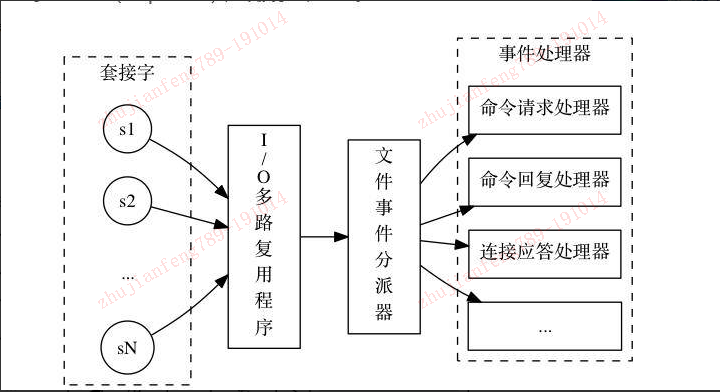 套接字
s1
s2
...
sN
I/O多路复用程序
文件事件分派器
事件处理器
命令请求处理器
命令回复处理器
连接应答处理器
...
zhujianfeng789-191014
zhujianfeng789-191014
zhujianfeng789-191014
zhujianfeng789-191014